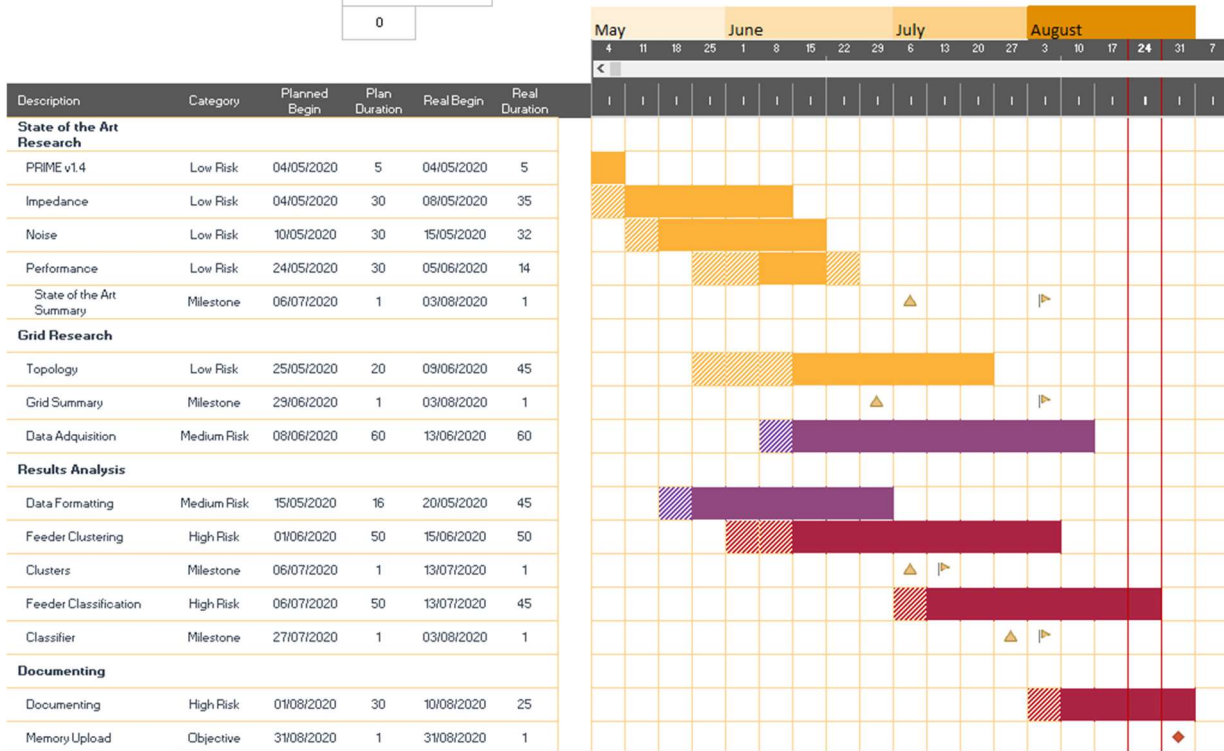 0
May June July August
4 11 18 25 1 8 15 22 29 6 13 20 27 3 10 17 24 31 7
<
Description Category Planned Begin Plan Duration Real Begin Real Duration I I I I I I I I I I I I I I I I I I I
State of the Art
Research
PRIME v1.4 Low Risk 04/05/2020 5 04/05/2020 5
Impedance Low Risk 04/05/2020 30 08/05/2020 35
Noise Low Risk 10/05/2020 30 15/05/2020 32
Performance Low Risk 24/05/2020 30 05/06/2020 14
State of the Art
Summary Milestone 06/07/2020 1 03/08/2020 1
Grid Research
Topology Low Risk 25/05/2020 20 09/06/2020 45
Grid Summary Milestone 29/06/2020 1 03/08/2020 1
Data Adquisition Medium Risk 08/06/2020 60 13/06/2020 60
Results Analysis
Data Formatting Medium Risk 15/05/2020 16 20/05/2020 45
Feeder Clustering High Risk 01/06/2020 50 15/06/2020 50
Clusters Milestone 06/07/2020 1 13/07/2020 1
Feeder Classification High Risk 06/07/2020 50 13/07/2020 45
Classifier Milestone 27/07/2020 1 03/08/2020 1
Documenting
Documenting High Risk 01/08/2020 30 10/08/2020 25
Memory Upload Objective 31/08/2020 1 31/08/2020 1